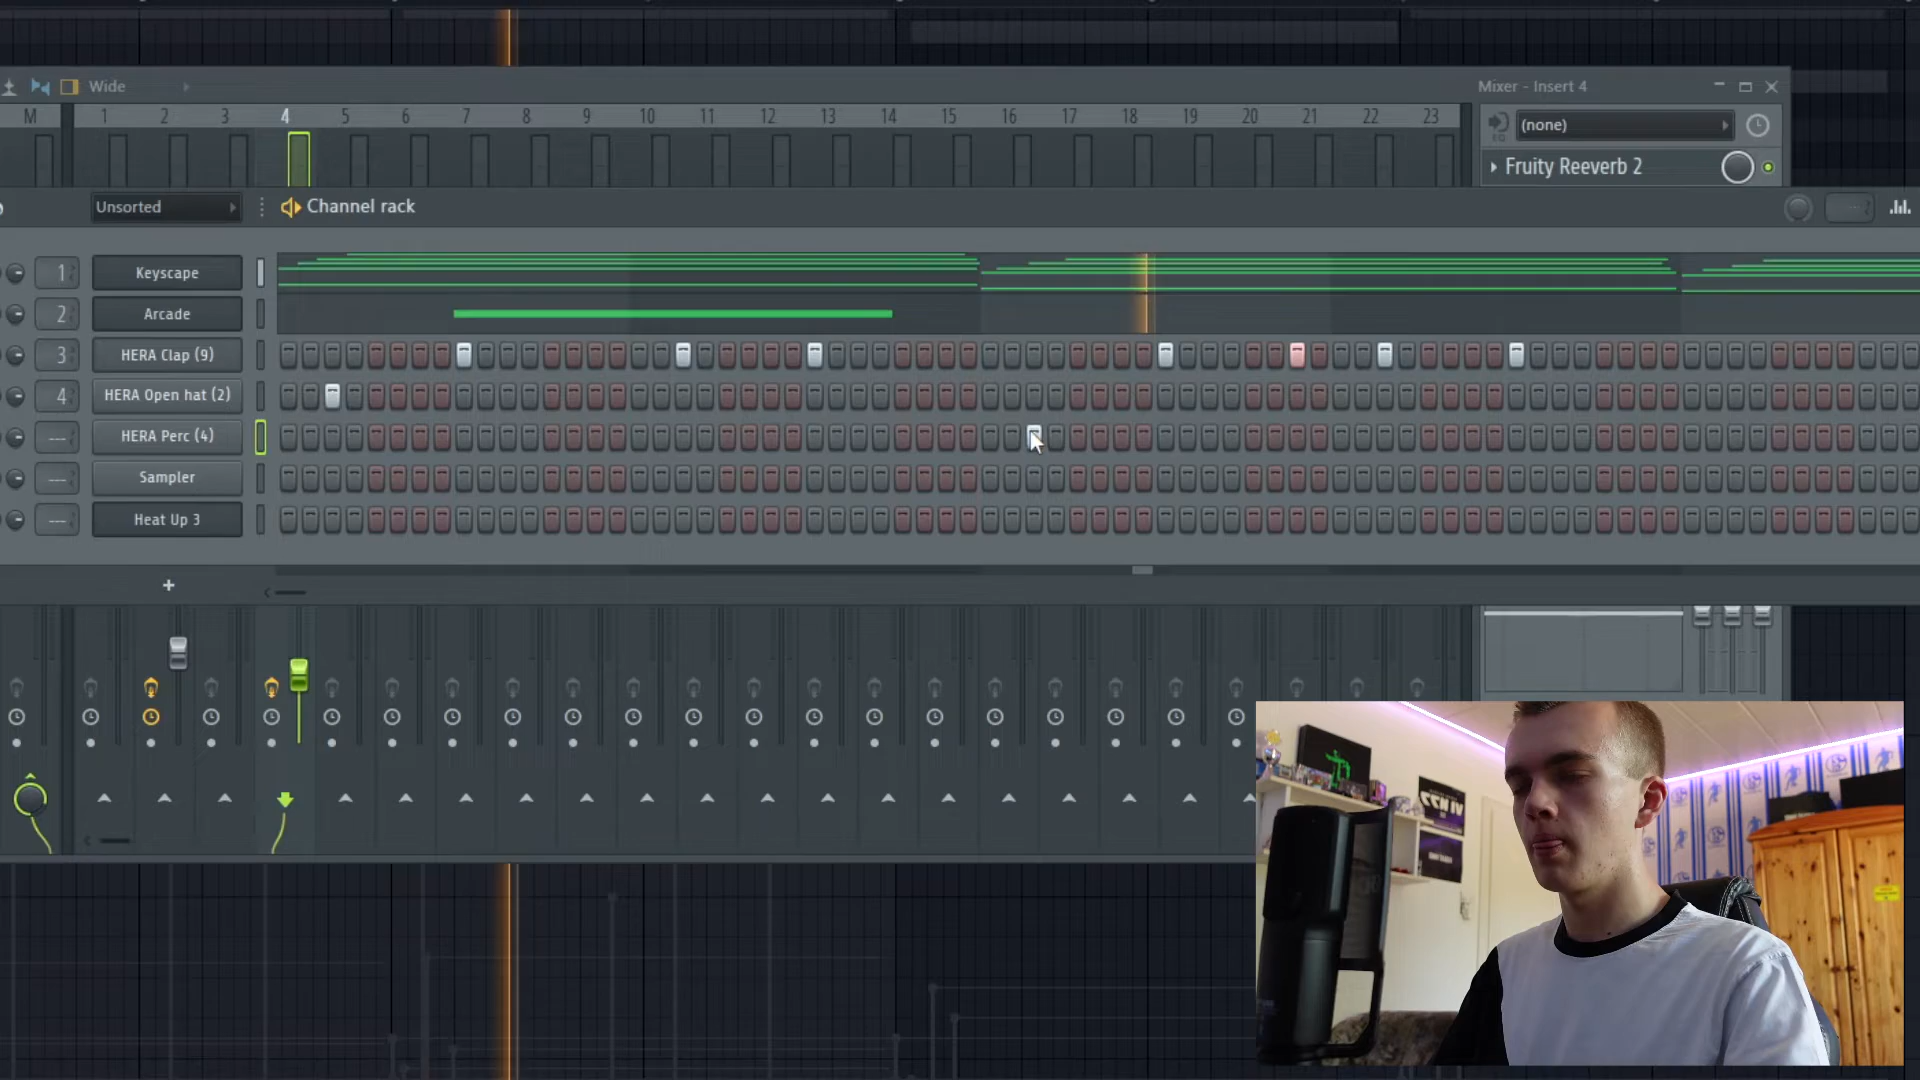 Wide
Mixer - Insert 4
M 1 2 3 4 5 6 7 8 9 10 11 12 13 14 15 16 17 18 19 20 21 22 23
(none)
Fruity Reeverb 2
Unsorted
Channel rack
1 Keyscape
2 Arcade
3 HERA Clap (9)
4 HERA Open hat (2)
--- HERA Perc (4)
--- Sampler
--- Heat Up 3
+